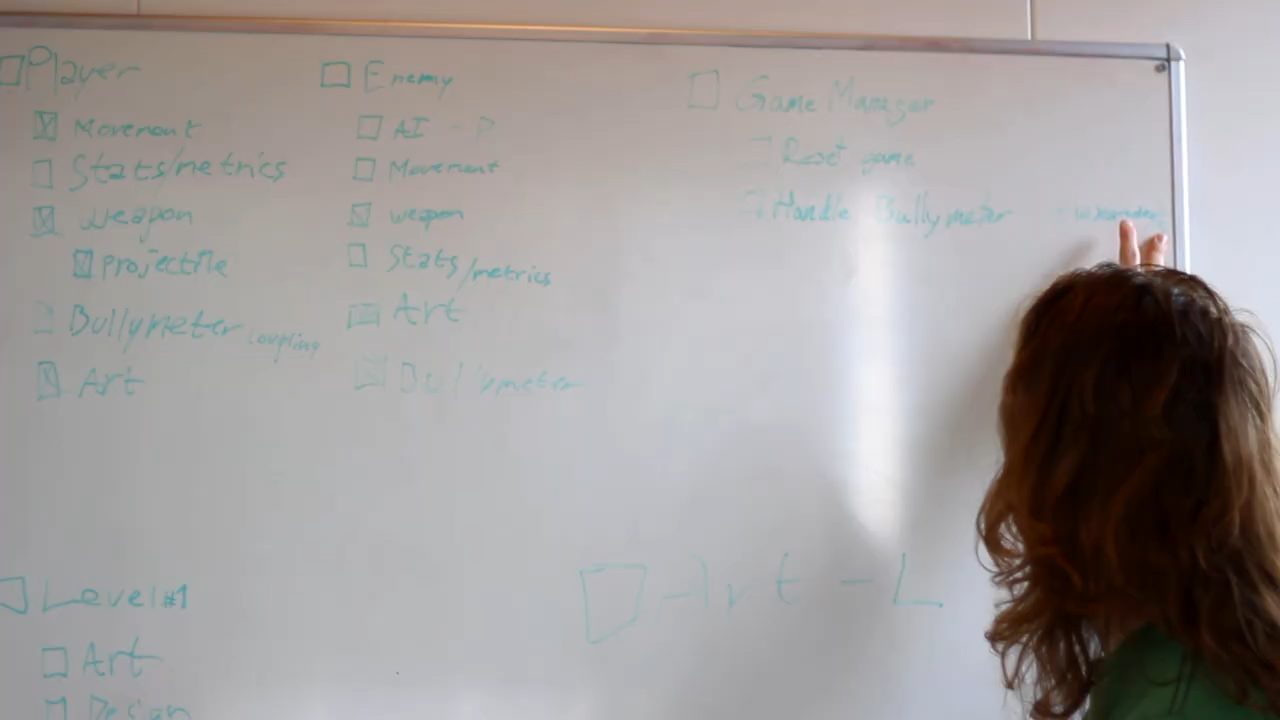 Player
Movement
Stats/metrics
weapon
projectile
Bullymeter coupling
Art
Enemy
AI - P
Movement
weapon
Stats/metrics
Art
Bullymeter
Game Manager
Reset game
Handle Bullymeter
Level #1
Art
Design
Art - L